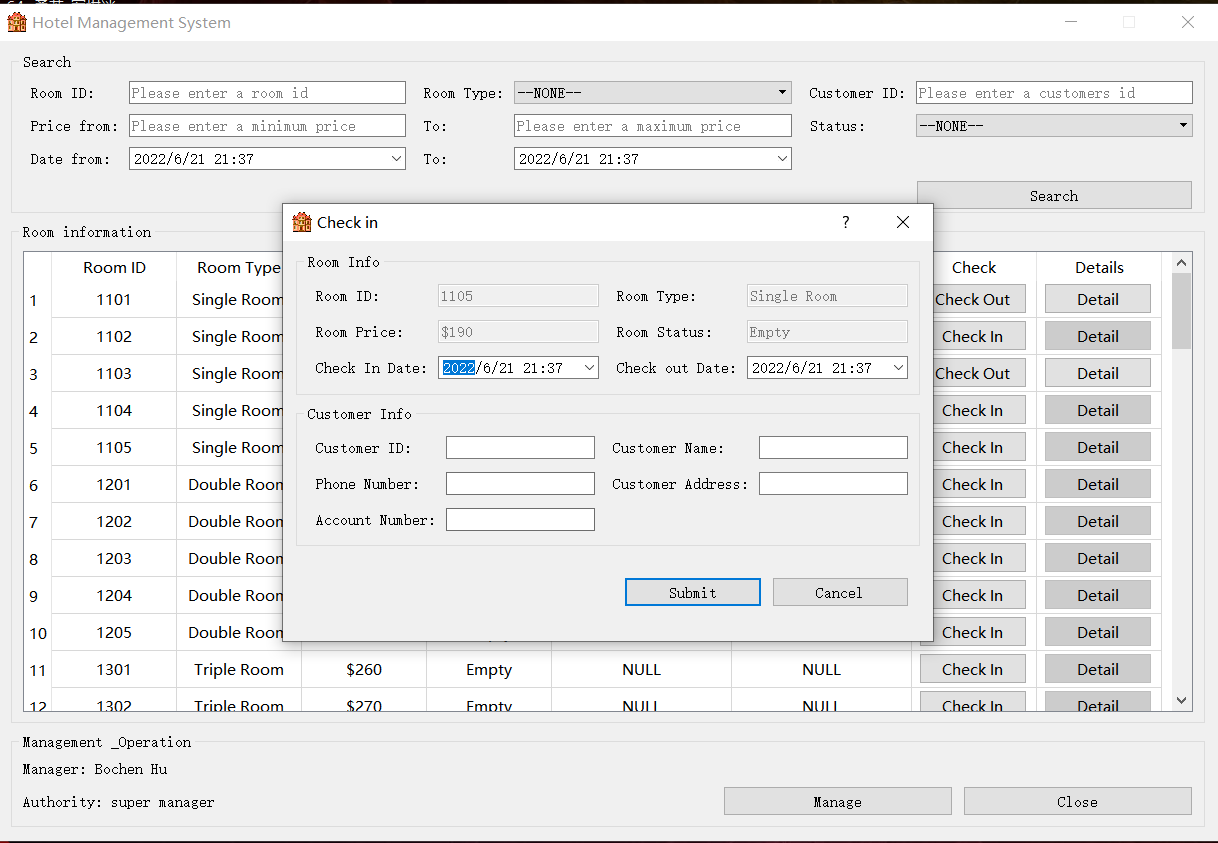 Hotel Management System
Search
Room ID: Please enter a room id Room Type: --NONE-- Customer ID: Please enter a customers id
Price from: Please enter a minimum price To: Please enter a maximum price Status: --NONE--
Date from: 2022/6/21 21:37 To: 2022/6/21 21:37
Search
Room information
Room ID Room Type Check Details
1 1101 Single Room Check Out Detail
2 1102 Single Room Check In Detail
3 1103 Single Room Check Out Detail
4 1104 Single Room Check In Detail
5 1105 Single Room Check In Detail
6 1201 Double Room Check In Detail
7 1202 Double Room Check In Detail
8 1203 Double Room Check In Detail
9 1204 Double Room Check In Detail
10 1205 Double Room Check In Detail
11 1301 Triple Room $260 Empty NULL NULL Check In Detail
12 1302 Triple Room $270 Empty NULL NULL Check In Detail
Check in ?
Room Info
Room ID: 1105 Room Type: Single Room
Room Price: $190 Room Status: Empty
Check In Date: 2022/6/21 21:37 Check out Date: 2022/6/21 21:37
Customer Info
Customer ID: Customer Name:
Phone Number: Customer Address:
Account Number:
Submit Cancel
Management _Operation
Manager: Bochen Hu
Authority: super manager
Manage Close